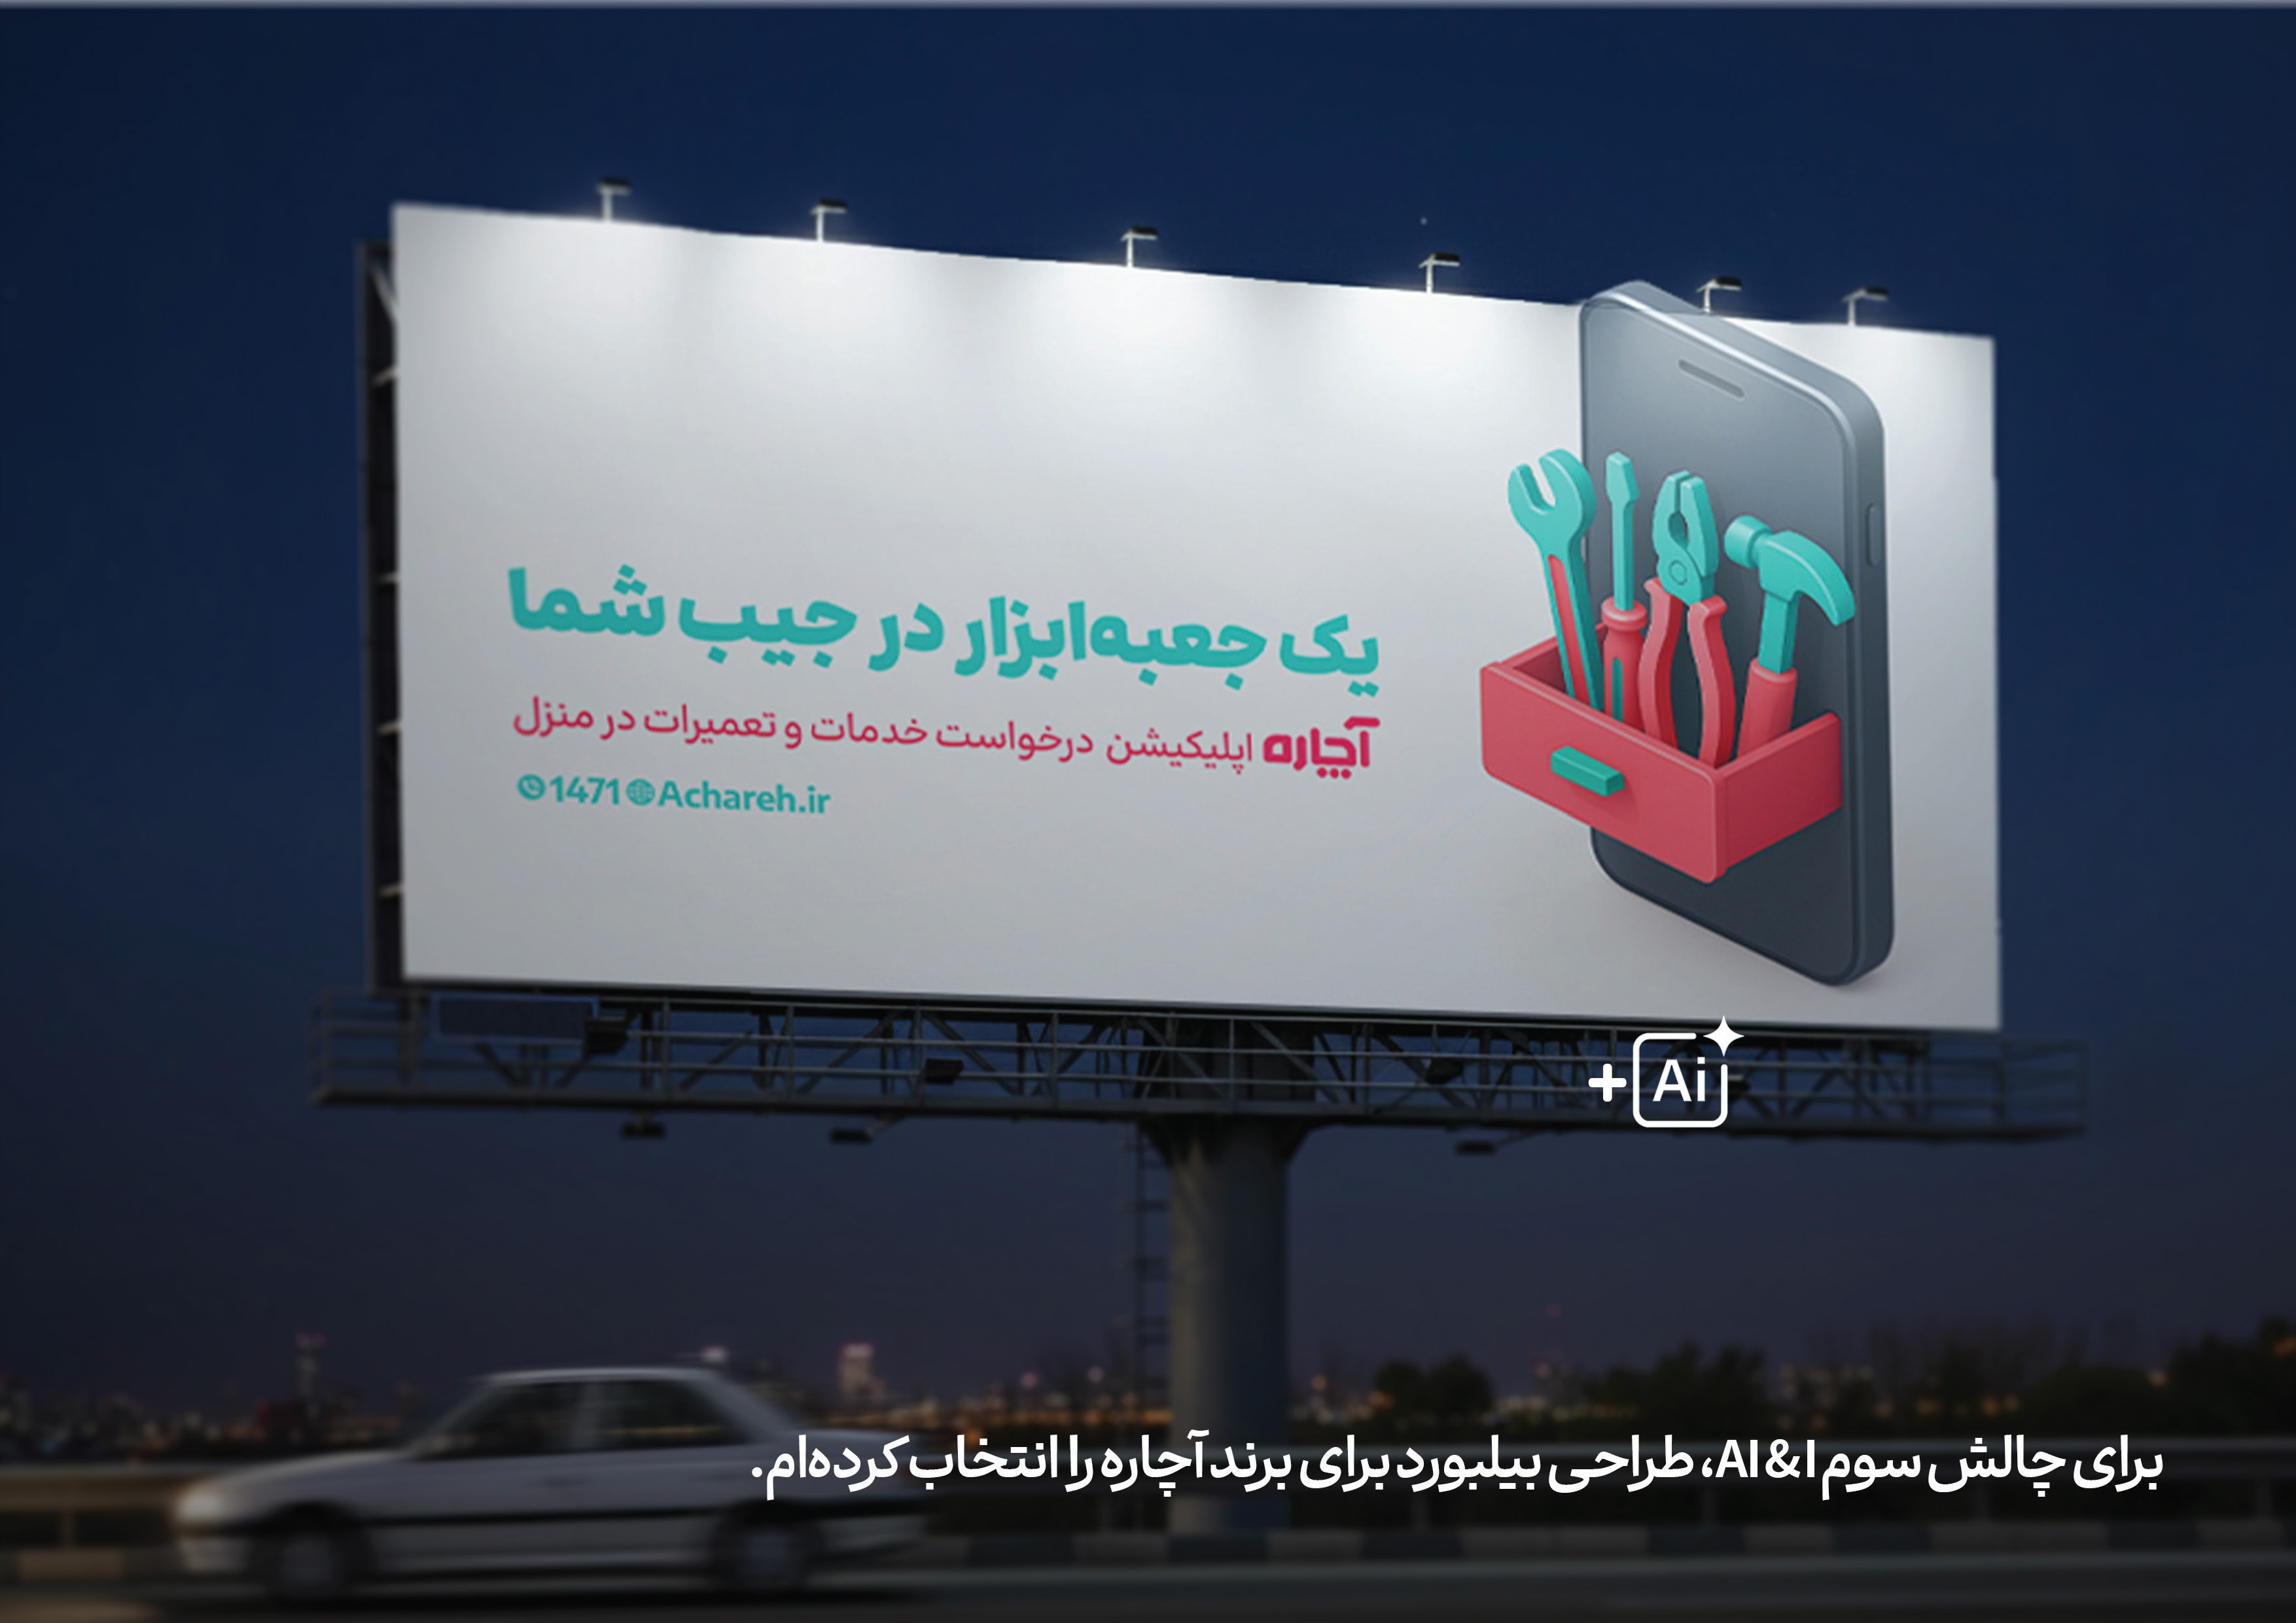 یک جعبه‌ابزار در جیب شما
آچاره اپلیکیشن درخواست خدمات و تعمیرات در منزل
1471 Achareh.ir
+Ai
برای چالش سوم AI&I، طراحی بیلبورد برای برند آچاره را انتخاب کرده‌ام.